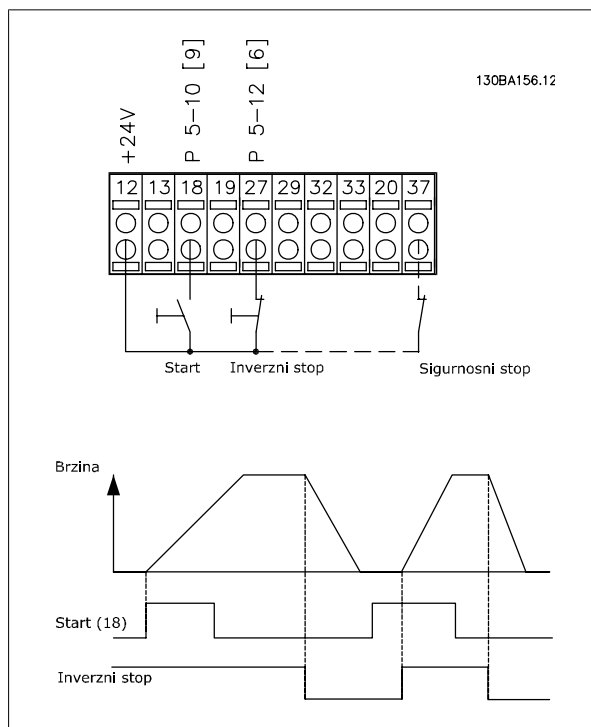 130BA156.12
+24V
P 5-10 [9]
P 5-12 [6]
12 13 18 19 27 29 32 33 20 37
Start
Inverzni stop
Sigurnosni stop
Brzina
Start (18)
Inverzni stop